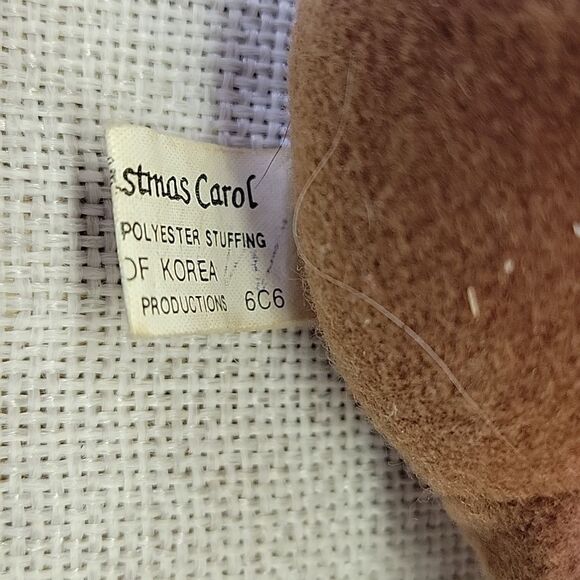 stmas Carol
POLYESTER STUFFING
OF KOREA
PRODUCTIONS 6C6